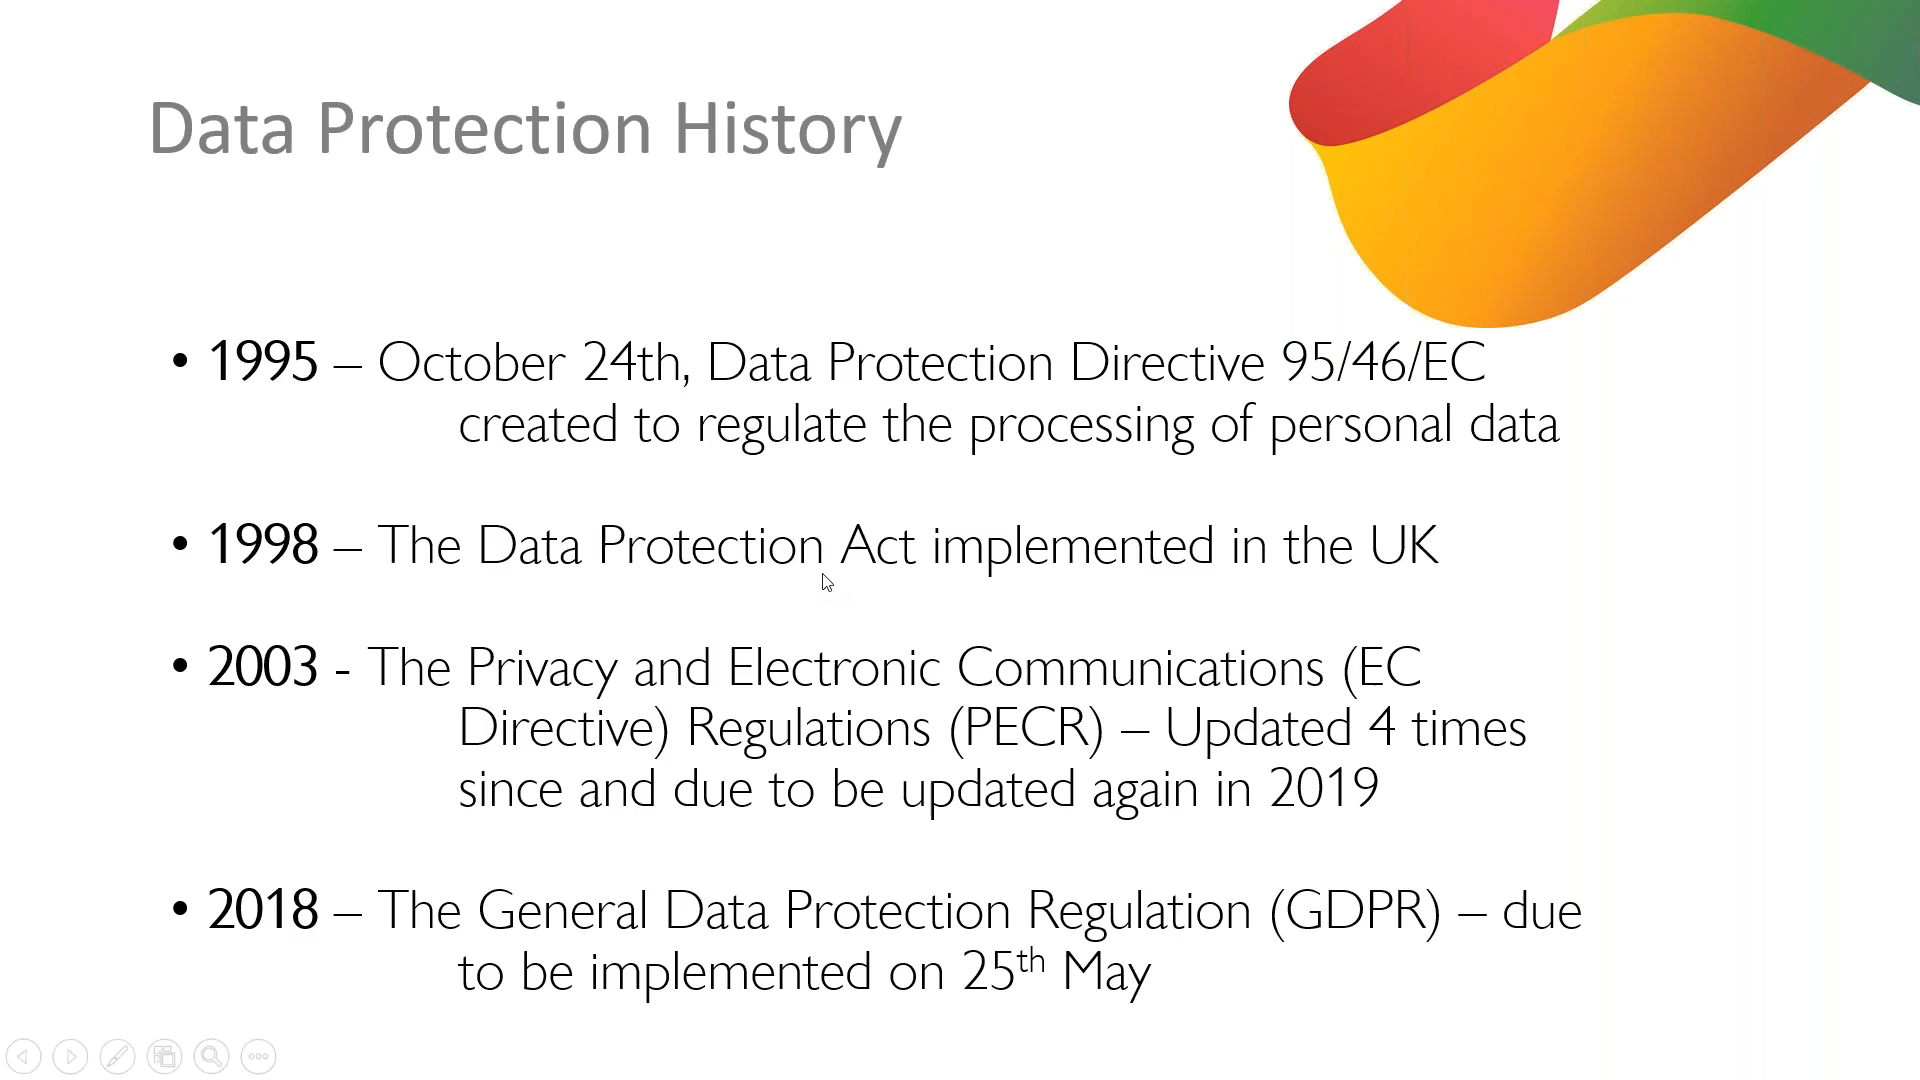 Data Protection History
• 1995 – October 24th, Data Protection Directive 95/46/EC
created to regulate the processing of personal data
• 1998 – The Data Protection Act implemented in the UK
• 2003 - The Privacy and Electronic Communications (EC
Directive) Regulations (PECR) – Updated 4 times
since and due to be updated again in 2019
• 2018 – The General Data Protection Regulation (GDPR) – due
to be implemented on 25th May